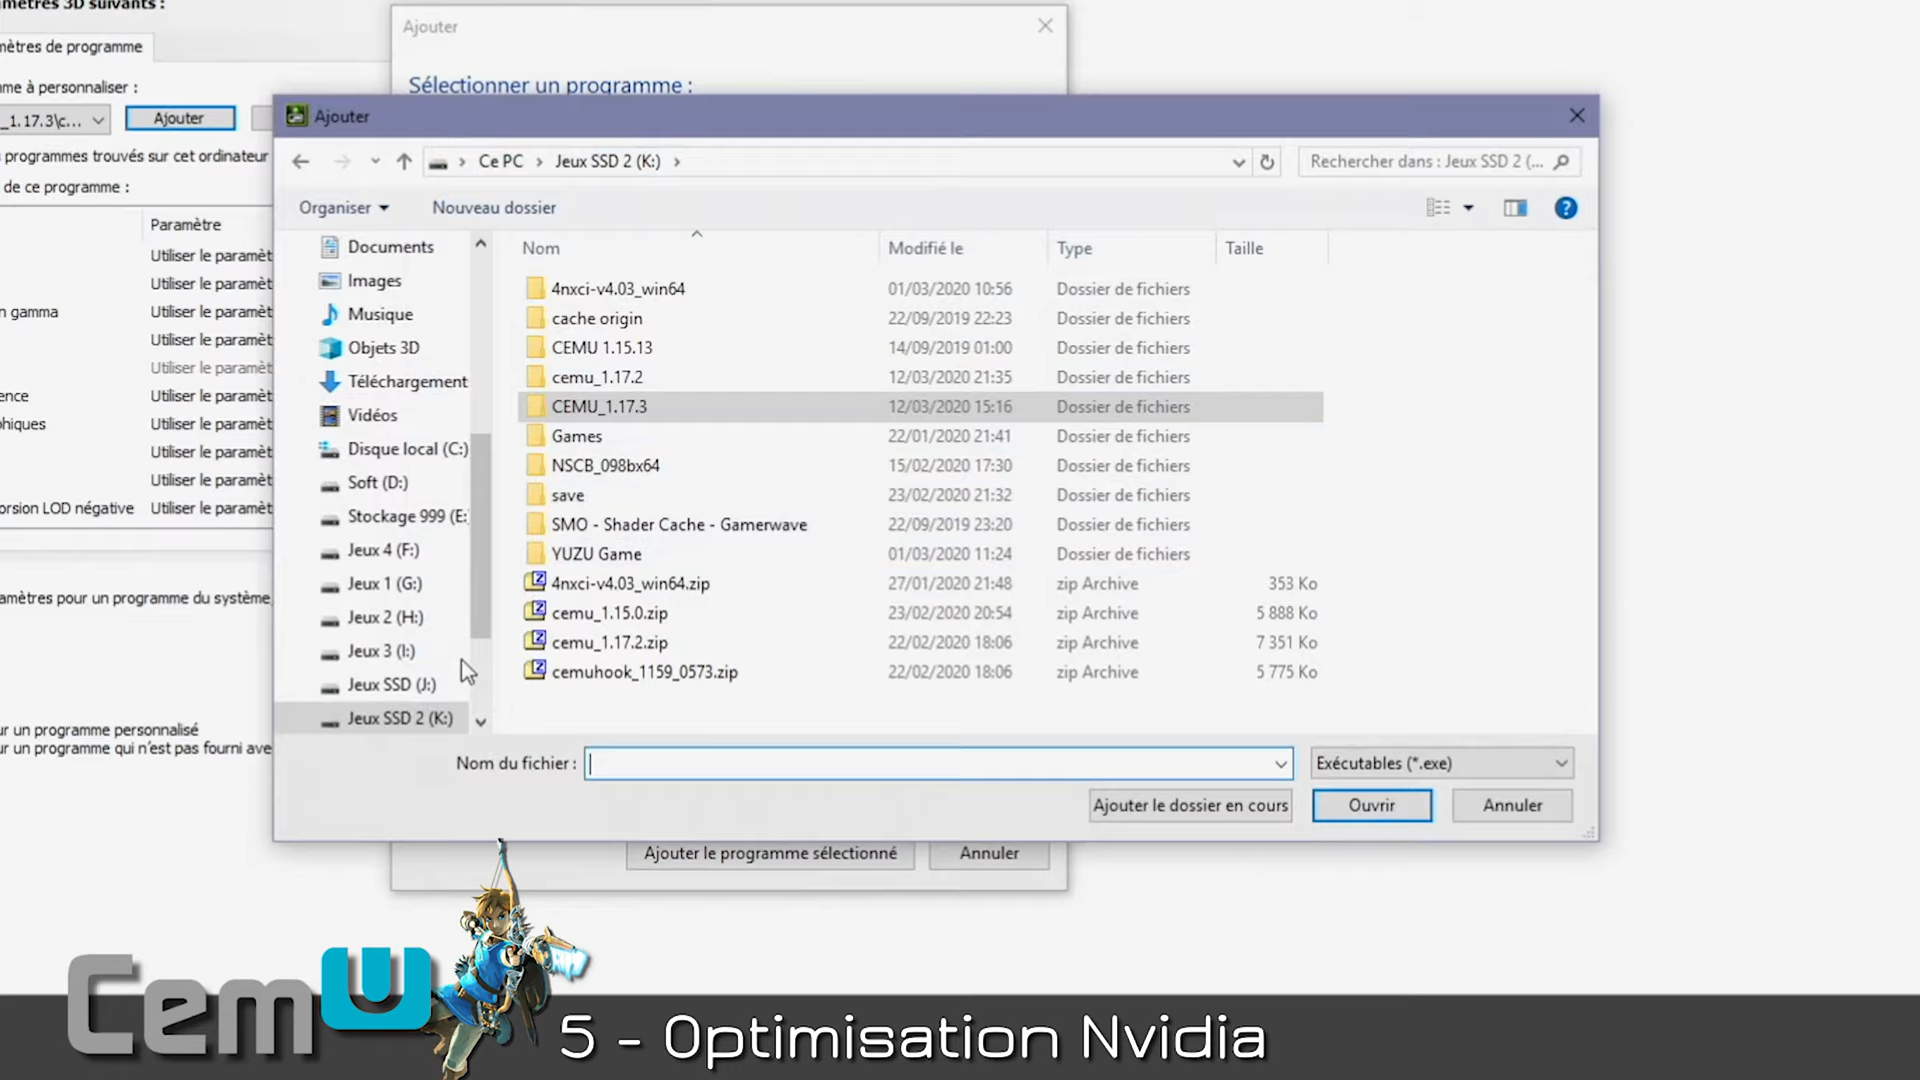 mètres 3D suivants :
mètres de programme
me à personnaliser :
_1.17.3\c...
Ajouter
programmes trouvés sur cet ordinateur
de ce programme :
Paramètre
Utiliser le paramèt
Utiliser le paramèt
n gamma
Utiliser le paramèt
Utiliser le paramèt
Utiliser le paramèt
ence
Utiliser le paramèt
hiques
Utiliser le paramèt
Utiliser le paramèt
Utiliser le paramèt
orsion LOD négative
Utiliser le paramèt
amètres pour un programme du système,
ur un programme personnalisé
ur un programme qui n'est pas fourni ave
Ajouter
Sélectionner un programme :
Ajouter
Ce PC
Jeux SSD 2 (K:)
Rechercher dans : Jeux SSD 2 (...
Organiser
Nouveau dossier
Documents
Images
Musique
Objets 3D
Téléchargement
Vidéos
Disque local (C:)
Soft (D:)
Stockage 999 (E:
Jeux 4 (F:)
Jeux 1 (G:)
Jeux 2 (H:)
Jeux 3 (I:)
Jeux SSD (J:)
Jeux SSD 2 (K:)
Nom Modifié le Type Taille
4nxci-v4.03_win64 01/03/2020 10:56 Dossier de fichiers
cache origin 22/09/2019 22:23 Dossier de fichiers
CEMU 1.15.13 14/09/2019 01:00 Dossier de fichiers
cemu_1.17.2 12/03/2020 21:35 Dossier de fichiers
CEMU_1.17.3 12/03/2020 15:16 Dossier de fichiers
Games 22/01/2020 21:41 Dossier de fichiers
NSCB_098bx64 15/02/2020 17:30 Dossier de fichiers
save 23/02/2020 21:32 Dossier de fichiers
SMO - Shader Cache - Gamerwave 22/09/2019 23:20 Dossier de fichiers
YUZU Game 01/03/2020 11:24 Dossier de fichiers
4nxci-v4.03_win64.zip 27/01/2020 21:48 zip Archive 353 Ko
cemu_1.15.0.zip 23/02/2020 20:54 zip Archive 5 888 Ko
cemu_1.17.2.zip 22/02/2020 18:06 zip Archive 7 351 Ko
cemuhook_1159_0573.zip 22/02/2020 18:06 zip Archive 5 775 Ko
Nom du fichier :
Exécutables (*.exe)
Ajouter le dossier en cours
Ouvrir
Annuler
Ajouter le programme sélectionné
Annuler
CemU
5 - Optimisation Nvidia